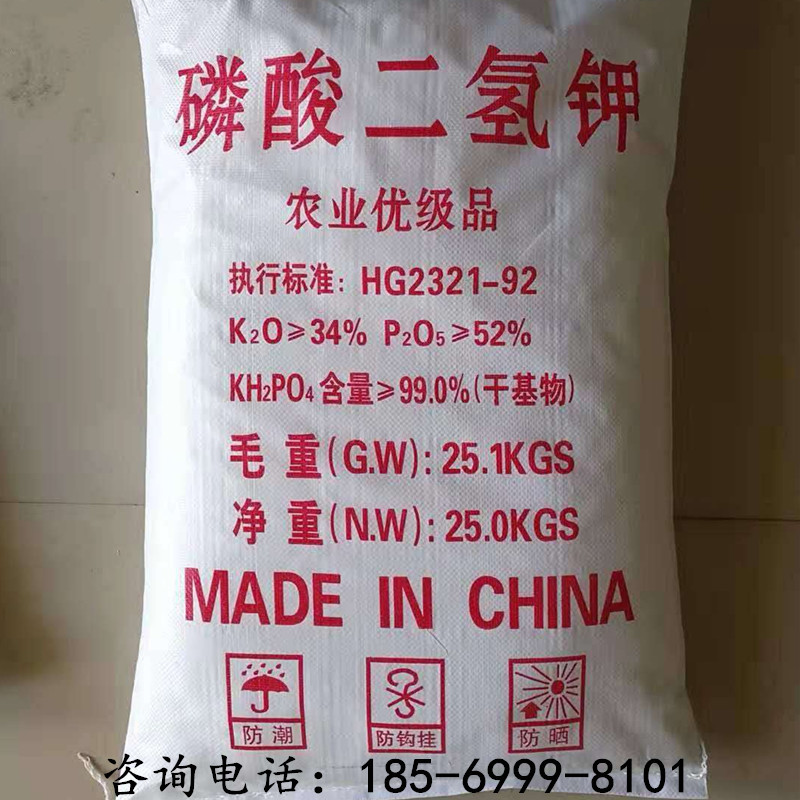 磷酸二氢钾
农业优级品
执行标准：HG2321-92
K₂O≥34% P₂O₅≥52%
KH₂PO₄含量≥99.0%(干基物)
毛重(G.W):25.1KGS
净重(N.W):25.0KGS
MADE IN CHINA
防潮 防钩挂 防晒
咨询电话：185-6999-8101